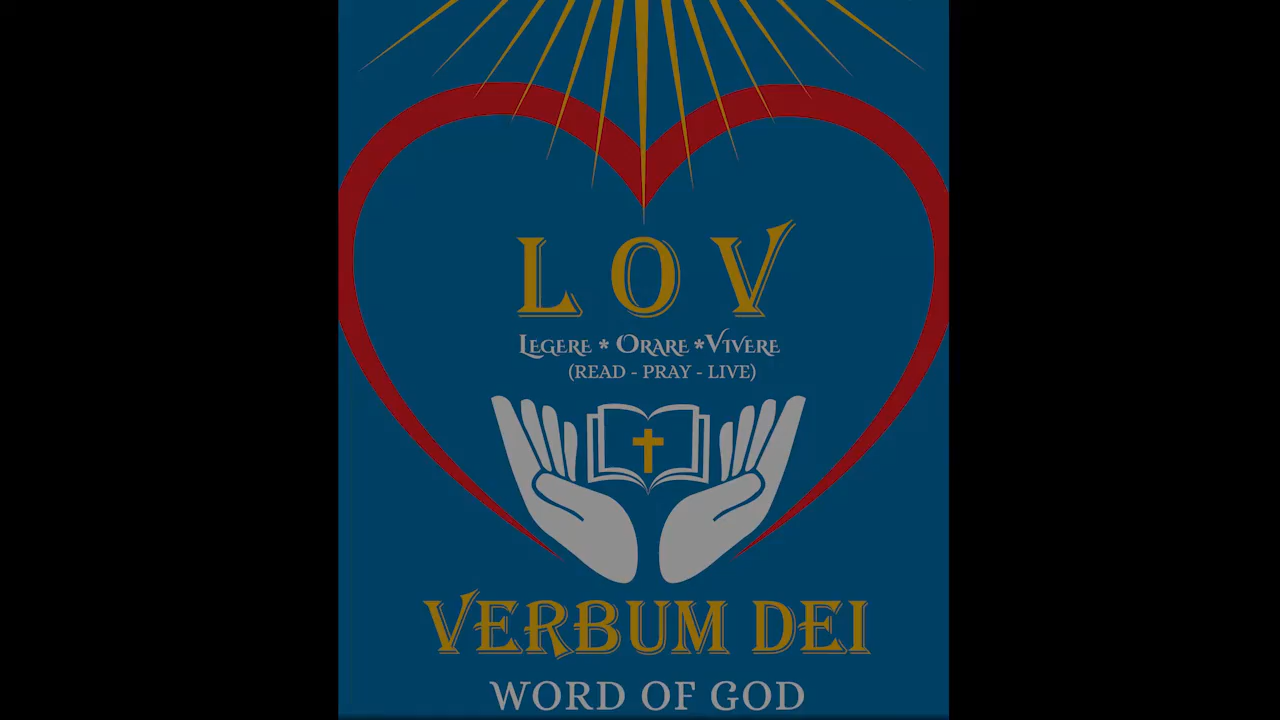 L O V
Legere * Orare *Vivere
(READ - PRAY - LIVE)
VERBUM DEI
WORD OF GOD